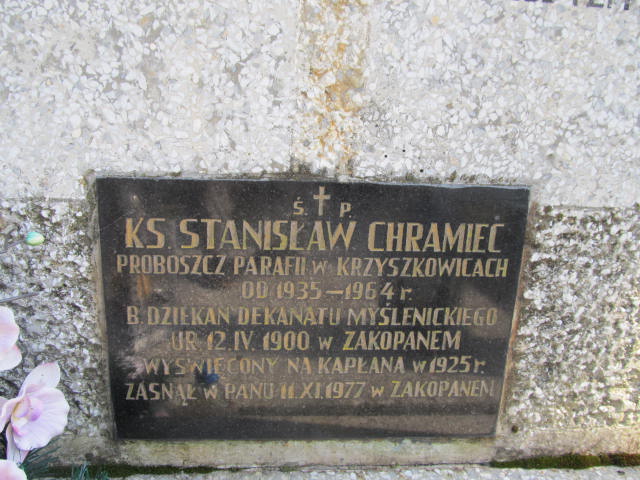 Ś. † P.
KS. STANISŁAW CHRAMIEC
PROBOSZCZ PARAFII W KRZYSZKOWICACH
OD 1935-1964 r.
B. DZIEKAN DEKANATU MYŚLENICKIEGO
UR. 12. IV. 1900 W ZAKOPANEM
WYŚWIĘCONY NA KAPŁANA W 1925 r.
ZASNĄŁ W PANU 11. XI. 1977 W ZAKOPANEM